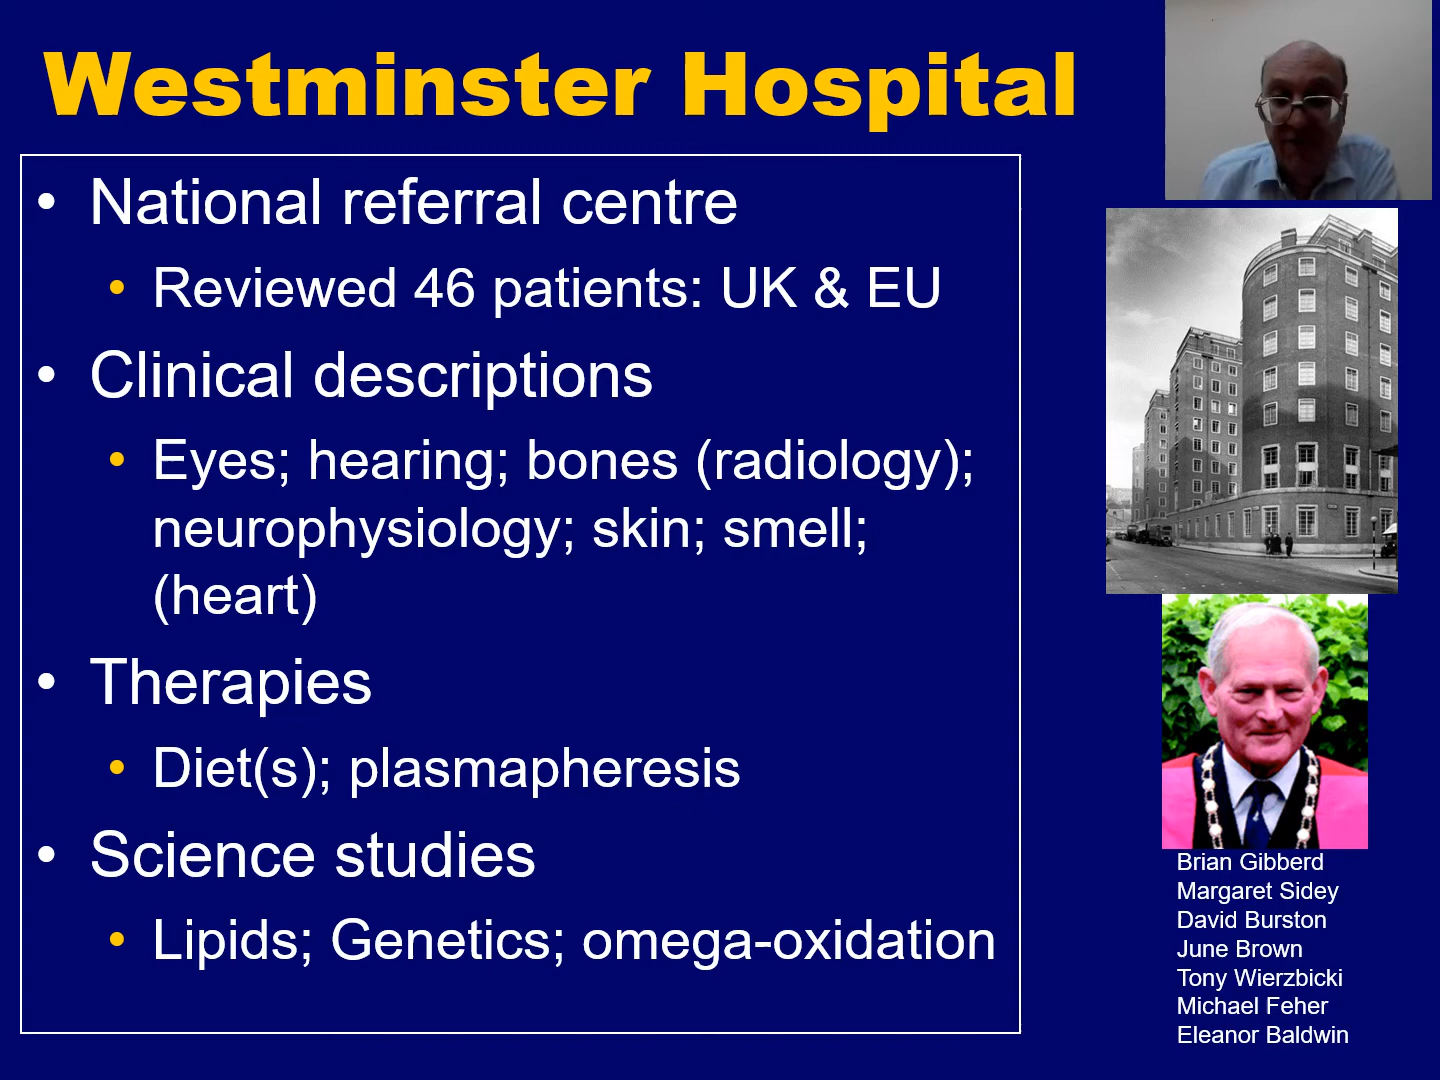 Westminster Hospital
• National referral centre
• Reviewed 46 patients: UK & EU
• Clinical descriptions
• Eyes; hearing; bones (radiology);
neurophysiology; skin; smell;
(heart)
• Therapies
• Diet(s); plasmapheresis
• Science studies
• Lipids; Genetics; omega-oxidation
Brian Gibberd
Margaret Sidey
David Burston
June Brown
Tony Wierzbicki
Michael Feher
Eleanor Baldwin